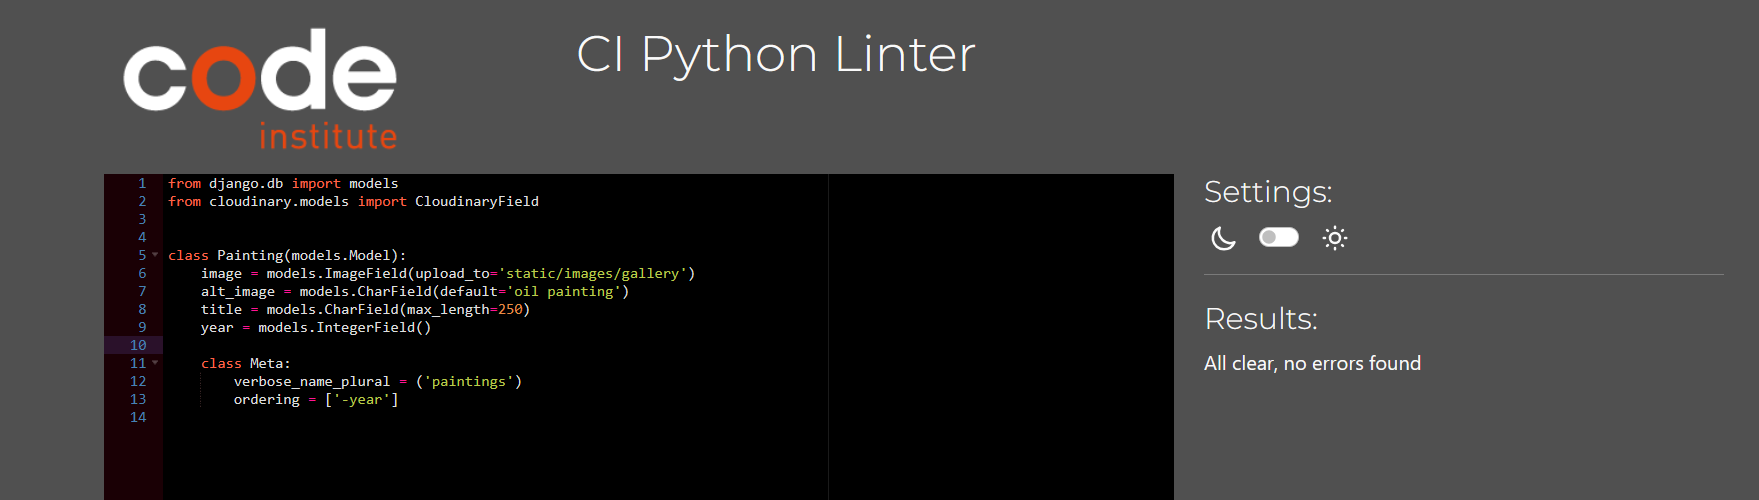 code
institute
CI Python Linter
1 from django.db import models
2 from cloudinary.models import CloudinaryField
3
4
5 class Painting(models.Model):
6     image = models.ImageField(upload_to='static/images/gallery')
7     alt_image = models.CharField(default='oil painting')
8     title = models.CharField(max_length=250)
9     year = models.IntegerField()
10
11     class Meta:
12         verbose_name_plural = ('paintings')
13         ordering = ['-year']
14
Settings:
Results:
All clear, no errors found